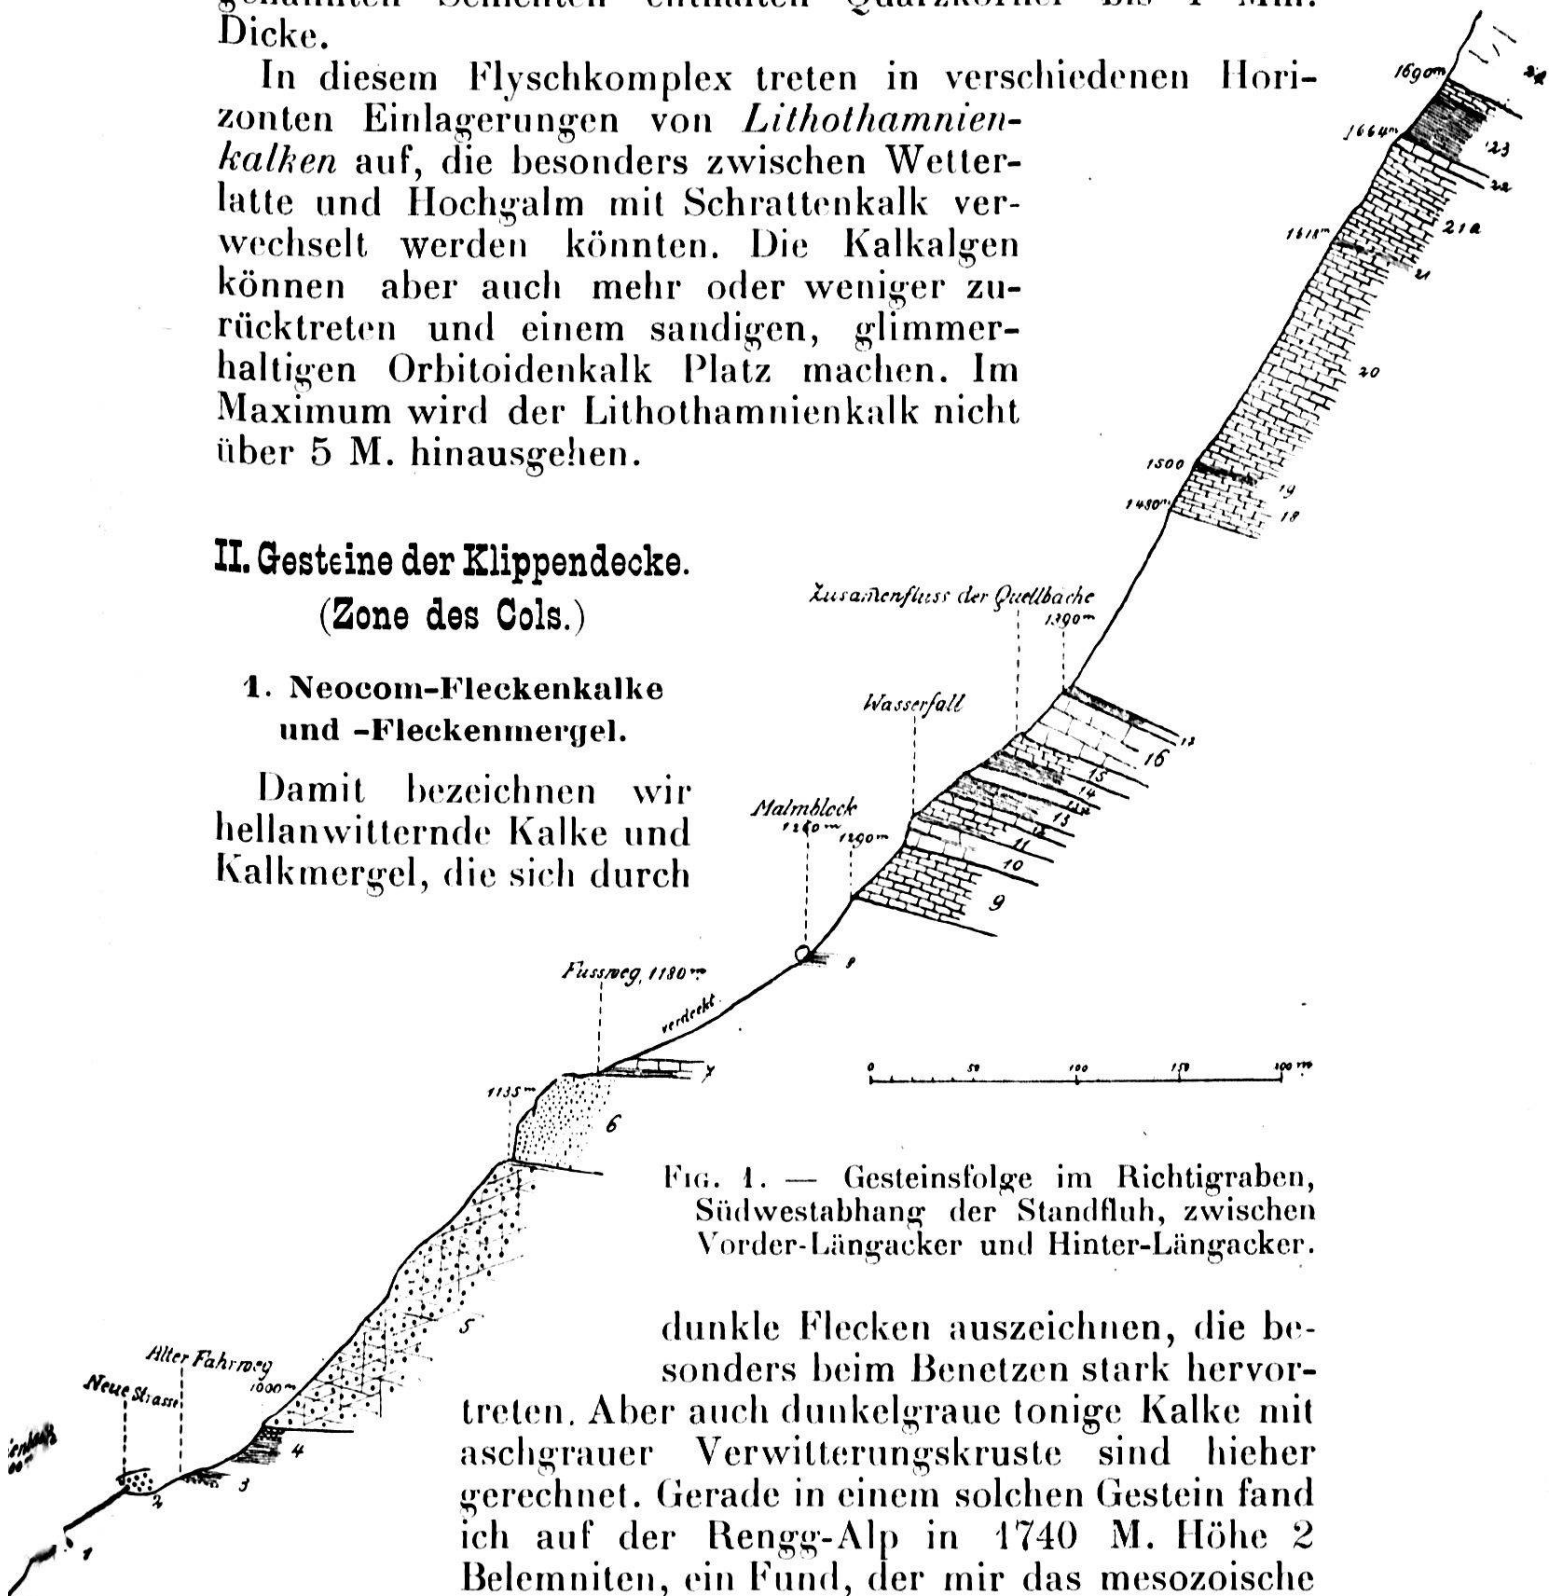 Dicke.
In diesem Flyschkomplex treten in verschiedenen Hori-
zonten Einlagerungen von Lithothamnien-
kalken auf, die besonders zwischen Wetter-
latte und Hochgalm mit Schrattenkalk ver-
wechselt werden könnten. Die Kalkalgen
können aber auch mehr oder weniger zu-
rücktreten und einem sandigen, glimmer-
haltigen Orbitoidenkalk Platz machen. Im
Maximum wird der Lithothamnienkalk nicht
über 5 M. hinausgehen.
II. Gesteine der Klippendecke.
(Zone des Cols.)
1. Neocom-Fleckenkalke
und -Fleckenmergel.
Damit bezeichnen wir
hellanwitternde Kalke und
Kalkmergel, die sich durch
1690m
1664m
23
22
1618m
21a
21
20
1500
19
1480m
18
Zusamenfluss der Quellbäche
1390m
Wasserfall
16
15
14
13
12
11
10
9
Malmblock
1290m
8
Fussweg, 1180m
verdeckt
7
1135m
6
5
Alter Fahrweg
1000m
Neue Strasse
4
3
2
1
0 50 100 150
FIG. 1. — Gesteinsfolge im Richtigraben,
Südwestabhang der Standfluh, zwischen
Vorder-Längacker und Hinter-Längacker.
dunkle Flecken auszeichnen, die be-
sonders beim Benetzen stark hervor-
treten. Aber auch dunkelgraue tonige Kalke mit
aschgrauer Verwitterungskruste sind hieher
gerechnet. Gerade in einem solchen Gestein fand
ich auf der Rengg-Alp in 1740 M. Höhe 2
Belemniten, ein Fund, der mir das mesozoische